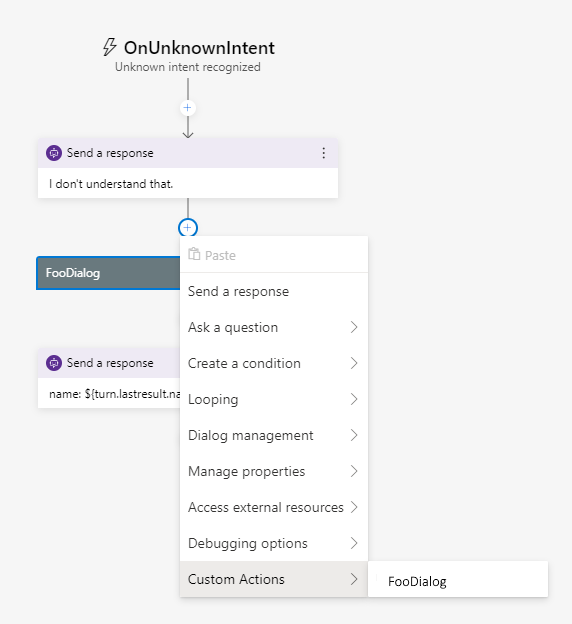 OnUnknownIntent
Unknown intent recognized
Send a response
I don't understand that.
FooDialog
Send a response
name: ${turn.lastresult.na
Paste
Send a response
Ask a question
Create a condition
Looping
Dialog management
Manage properties
Access external resources
Debugging options
Custom Actions
FooDialog